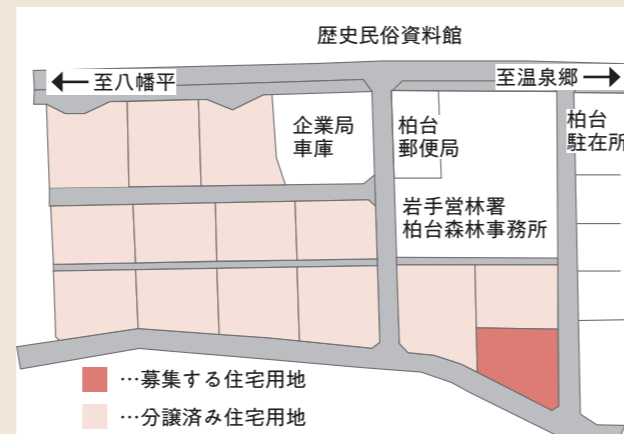 歴史民俗資料館
←至八幡平
至温泉郷→
企業局
車庫
柏台
郵便局
柏台
駐在所
岩手営林署
柏台森林事務所
…募集する住宅用地
…分譲済み住宅用地